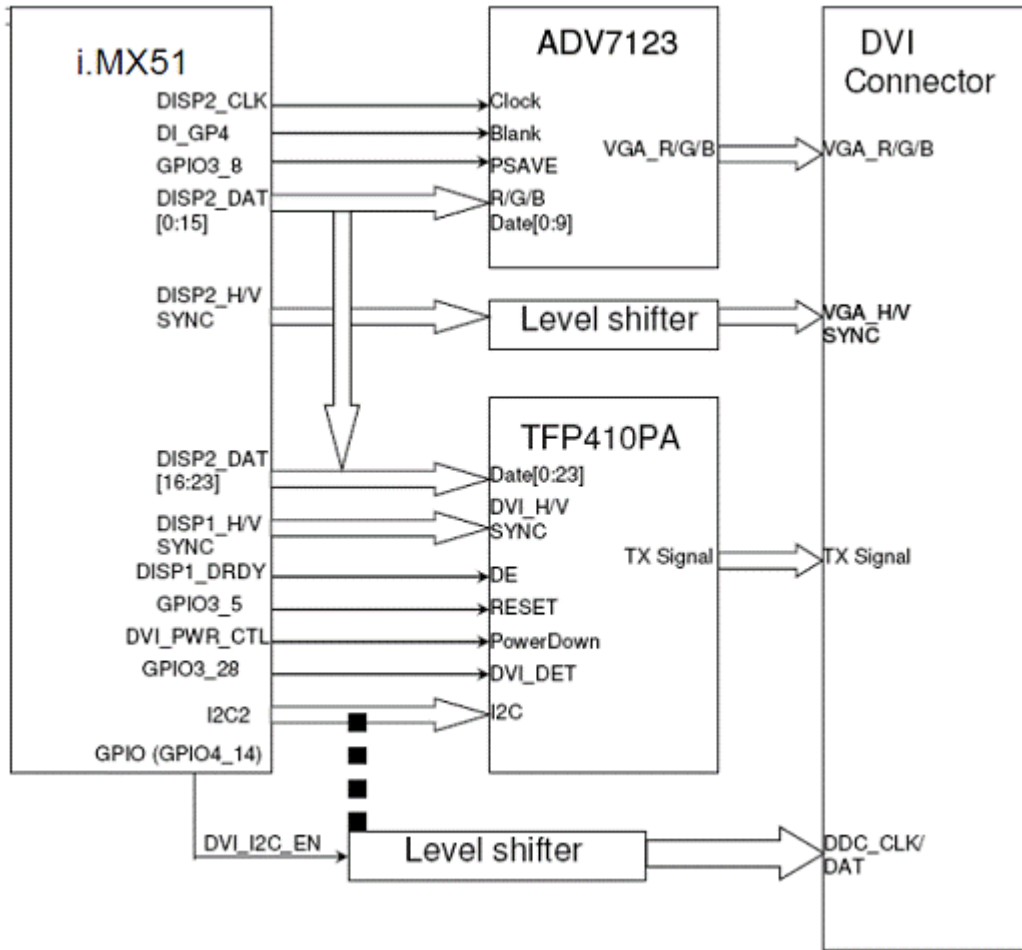 i.MX51
DISP2_CLK
DI_GP4
GPIO3_8
DISP2_DAT
[0:15]
DISP2_H/V
SYNC
DISP2_DAT
[16:23]
DISP1_H/V
SYNC
DISP1_DRDY
GPIO3_5
DVI_PWR_CTL
GPIO3_28
I2C2
GPIO (GPIO4_14)
DVI_I2C_EN
ADV7123
Clock
Blank
PSAVE
R/G/B
Date[0:9]
VGA_R/G/B
Level shifter
TFP410PA
Date[0:23]
DVI_H/V
SYNC
DE
RESET
PowerDown
DVI_DET
I2C
TX Signal
Level shifter
DVI
Connector
VGA_R/G/B
VGA_H/V
SYNC
TX Signal
DDC_CLK/
DAT